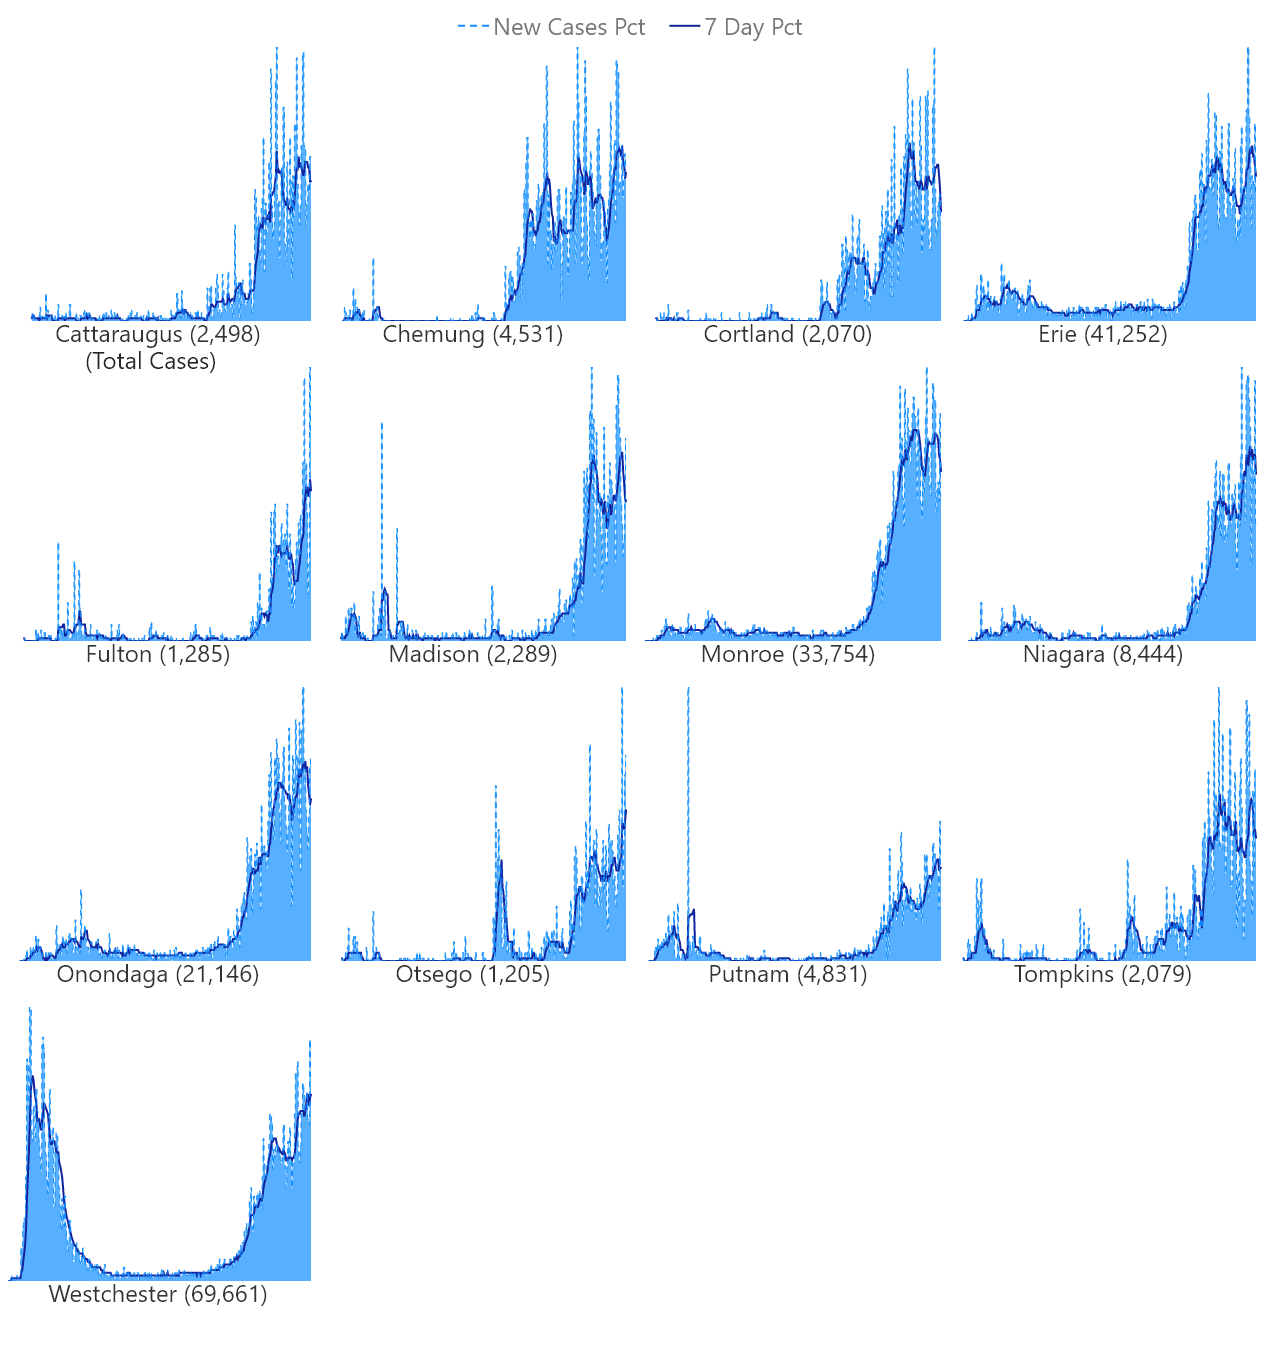 New Cases Pct 7 Day Pct
Cattaraugus (2,498) Chemung (4,531) Cortland (2,070) Erie (41,252)
(Total Cases)
Fulton (1,285) Madison (2,289) Monroe (33,754) Niagara (8,444)
Onondaga (21,146) Otsego (1,205) Putnam (4,831) Tompkins (2,079)
Westchester (69,661)